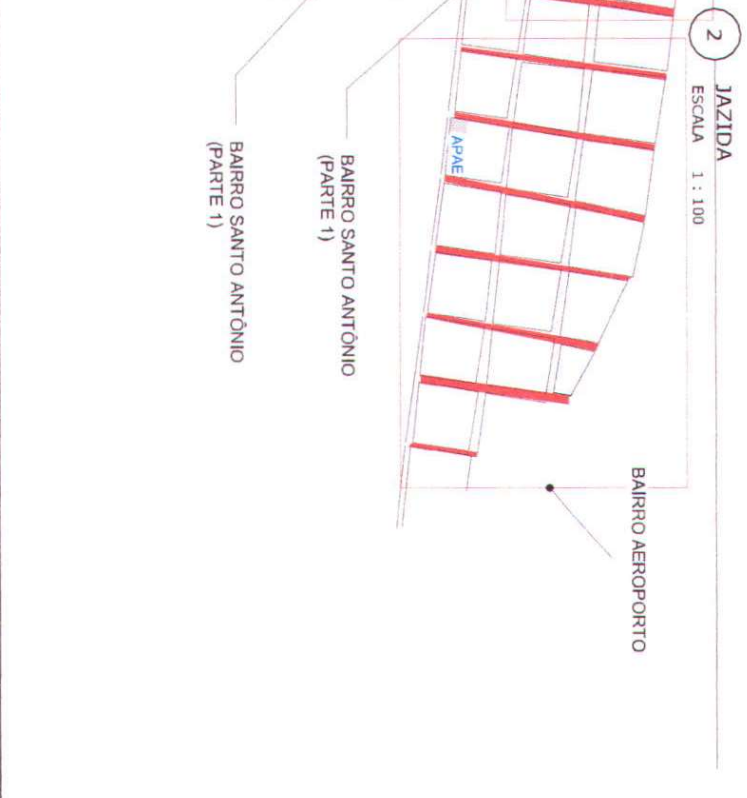 2
JAZIDA
ESCALA 1 : 100
BAIRRO AEROPORTO
APAE
BAIRRO SANTO ANTÔNIO
(PARTE 1)
BAIRRO SANTO ANTÔNIO
(PARTE 1)